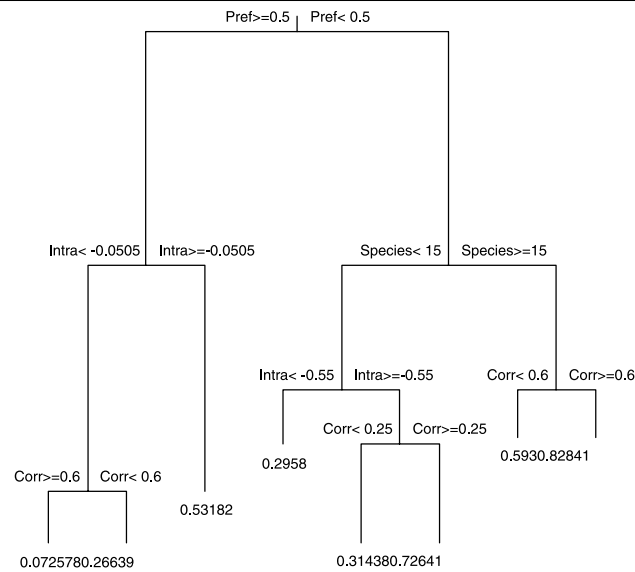 Pref>=0.5 Pref< 0.5
Intra< -0.0505 Intra>=-0.0505 Species< 15 Species>=15
Intra< -0.55 Intra>=-0.55 Corr< 0.6 Corr>=0.6
Corr< 0.25 Corr>=0.25
0.2958 0.5930.82841
Corr>=0.6 Corr< 0.6
0.53182
0.0725780.26639 0.314380.72641